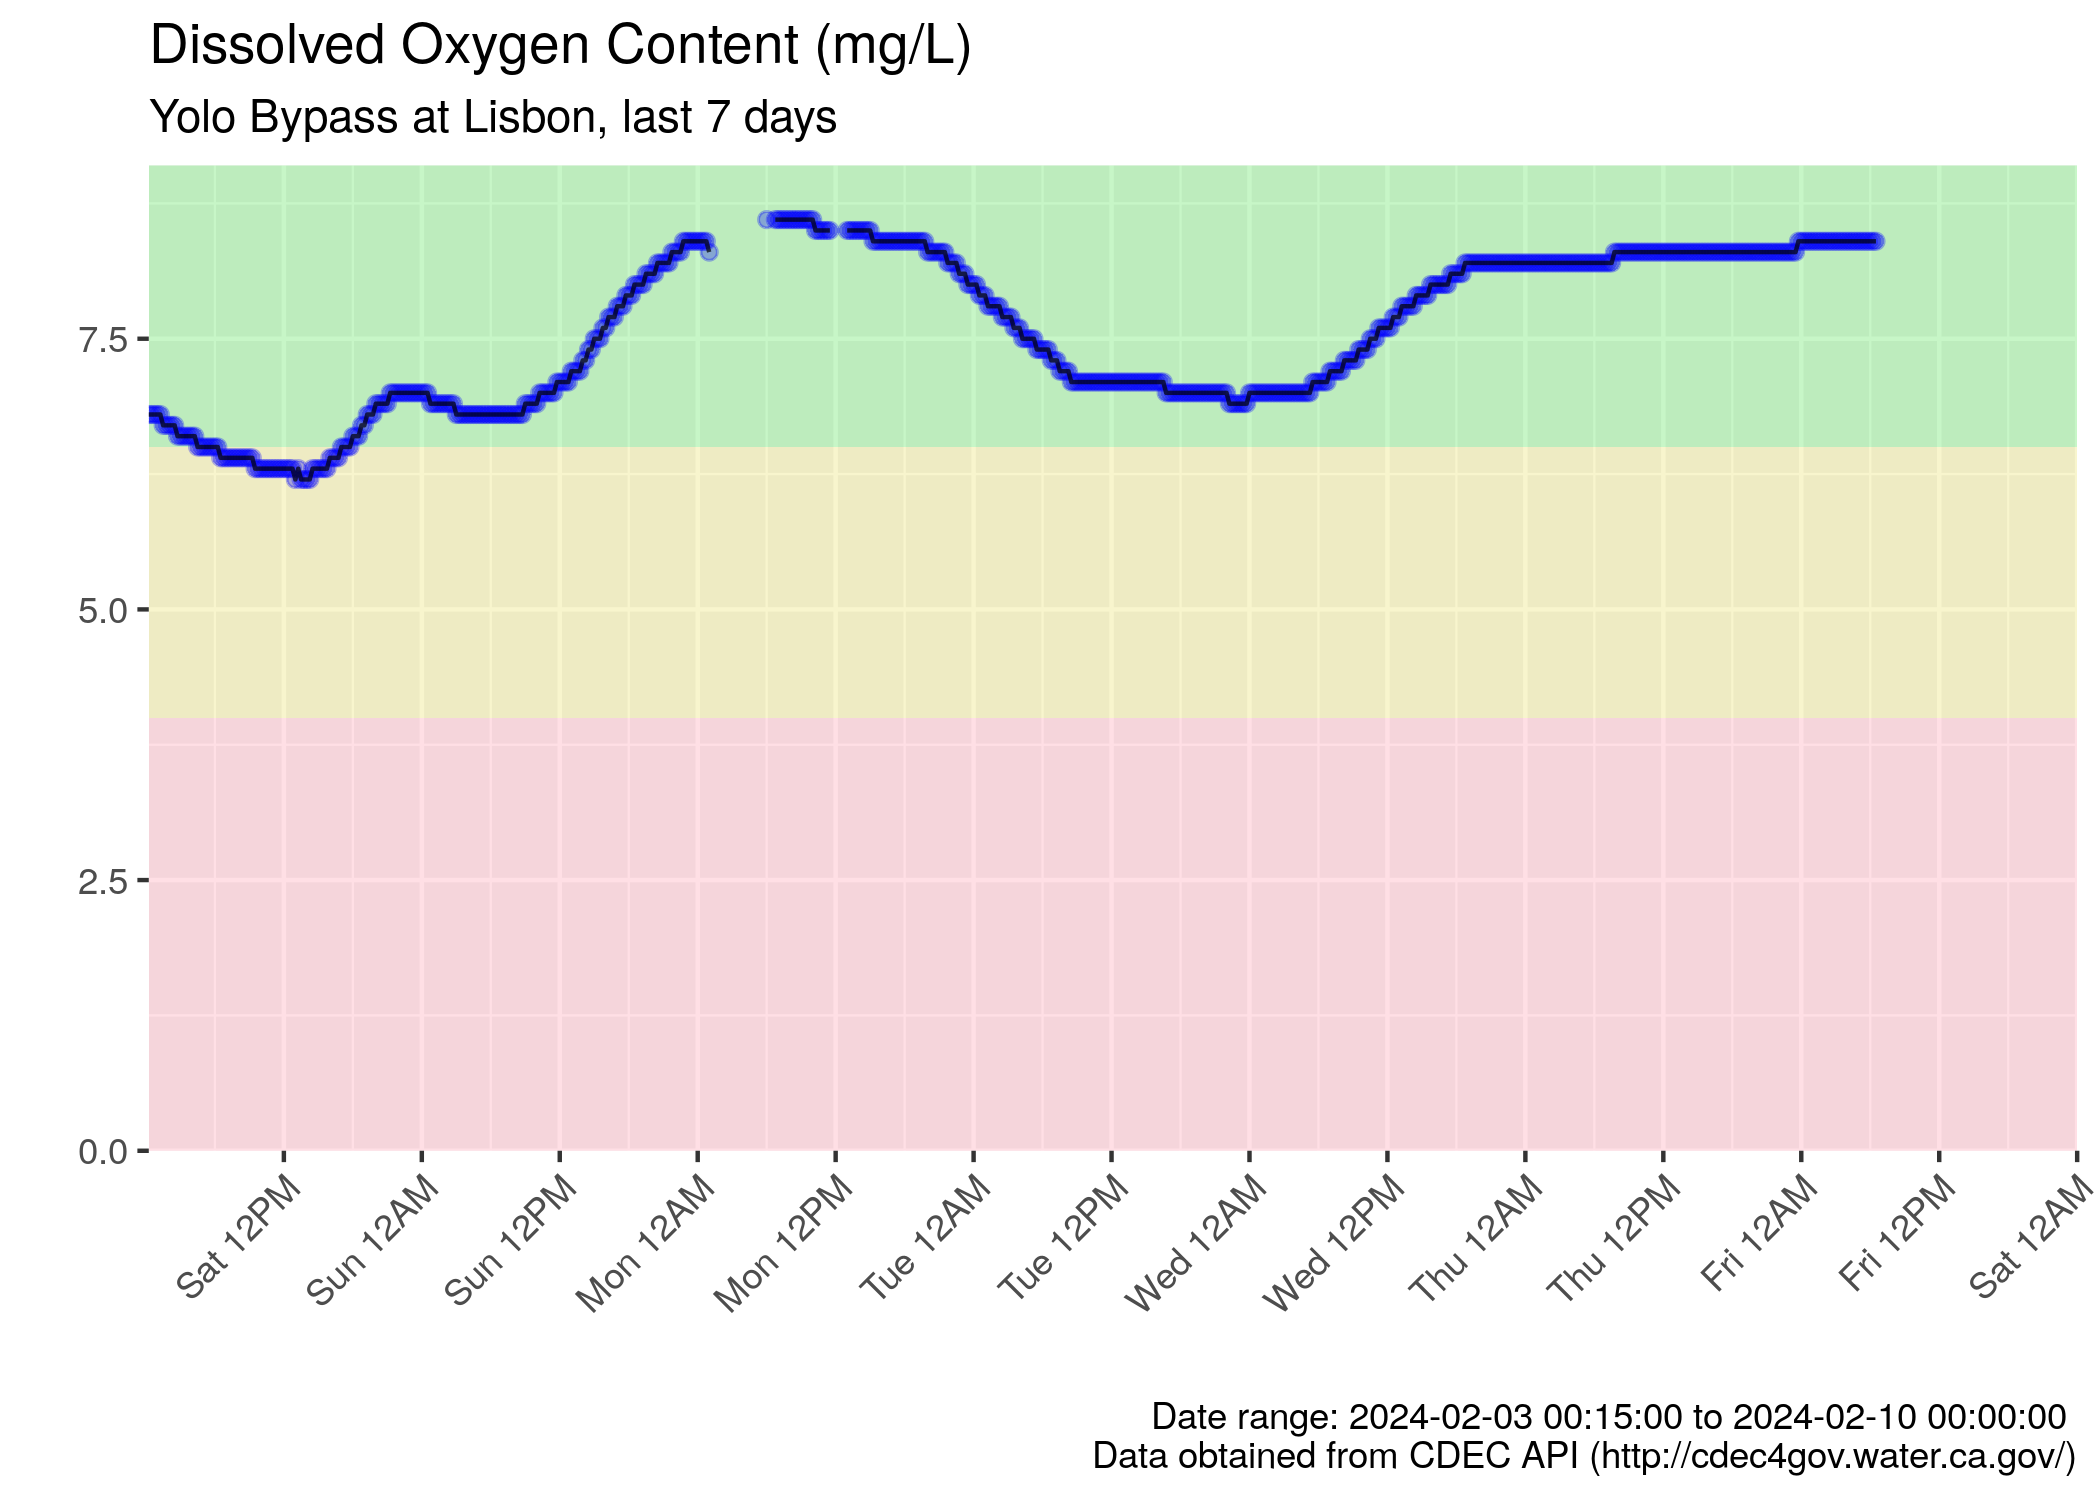 Dissolved Oxygen Content (mg/L)
Yolo Bypass at Lisbon, last 7 days
7.5
5.0
2.5
0.0
Sat 12PM
Sun 12AM
Sun 12PM
Mon 12AM
Mon 12PM
Tue 12AM
Tue 12PM
Wed 12AM
Wed 12PM
Thu 12AM
Thu 12PM
Fri 12AM
Fri 12PM
Sat 12AM
Date range: 2024-02-03 00:15:00 to 2024-02-10 00:00:00
Data obtained from CDEC API (http://cdec4gov.water.ca.gov/)